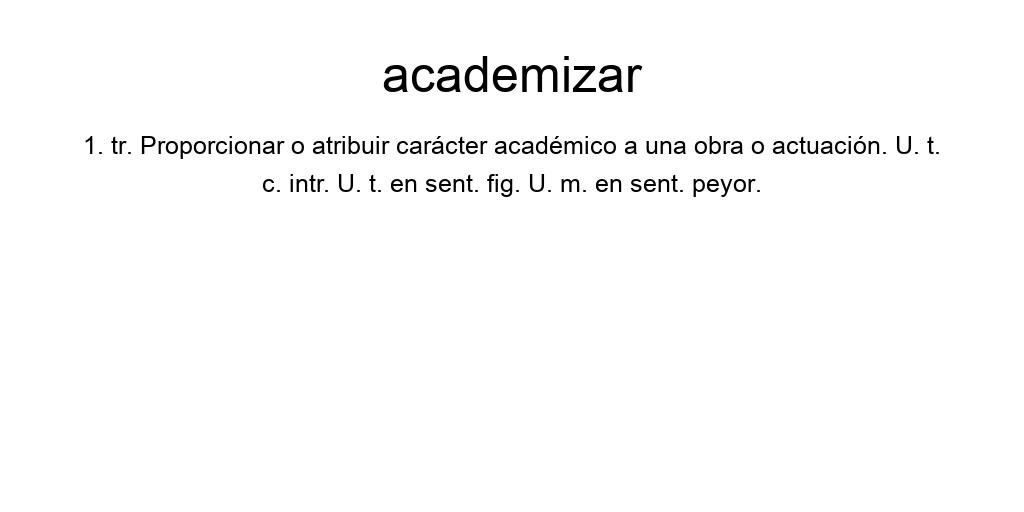 academizar
1. tr. Proporcionar o atribuir carácter académico a una obra o actuación. U. t.
c. intr. U. t. en sent. fig. U. m. en sent. peyor.